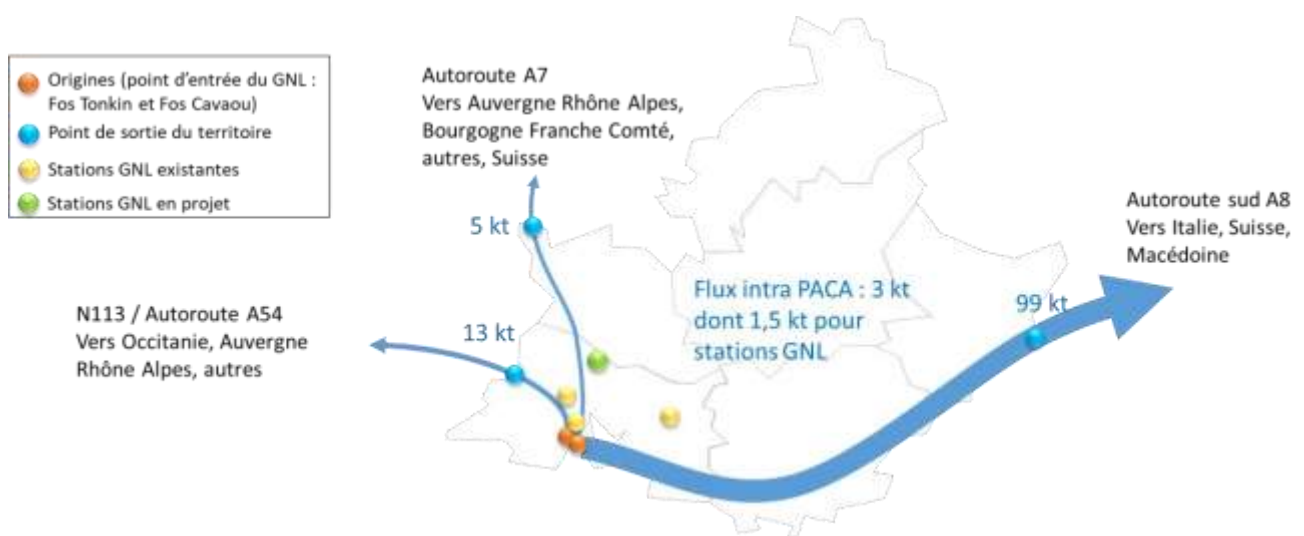 Origines (point d'entrée du GNL :
Fos Tonkin et Fos Cavaou)
Point de sortie du territoire
Stations GNL existantes
Stations GNL en projet
Autoroute A7
Vers Auvergne Rhône Alpes,
Bourgogne Franche Comté,
autres, Suisse
5 kt
N113 / Autoroute A54
Vers Occitanie, Auvergne
Rhône Alpes, autres
13 kt
Flux intra PACA : 3 kt
dont 1,5 kt pour
stations GNL
99 kt
Autoroute sud A8
Vers Italie, Suisse,
Macédoine